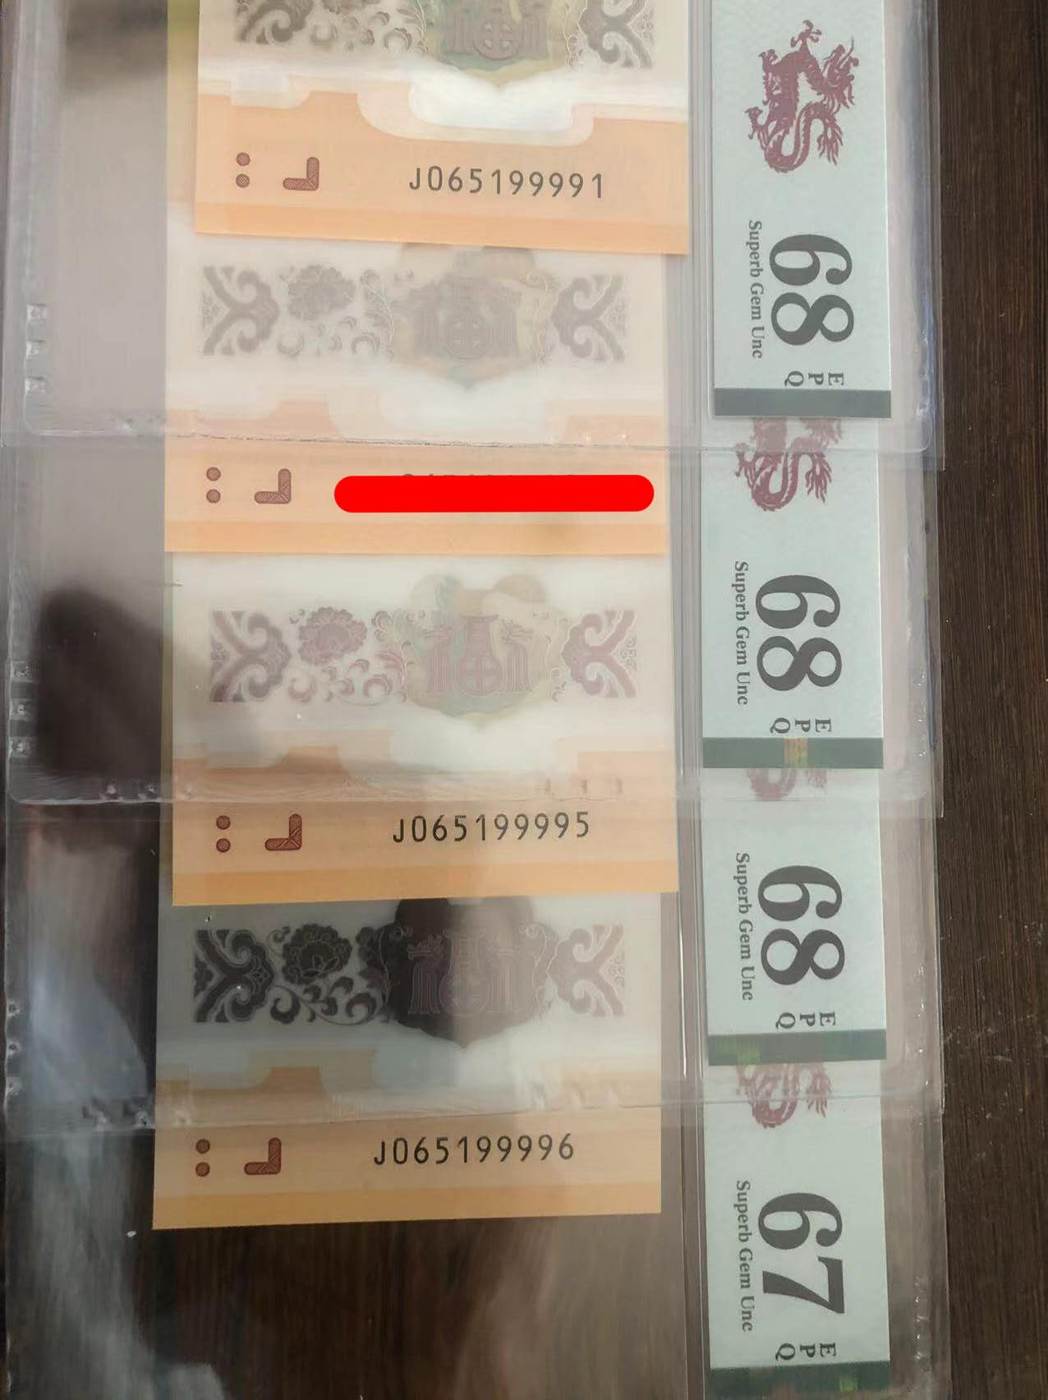 J065199991
68
EPQ
Superb Gem Unc
68
EPQ
Superb Gem Unc
J065199995
68
EPQ
Superb Gem Unc
J065199996
67
EPQ
Superb Gem Unc